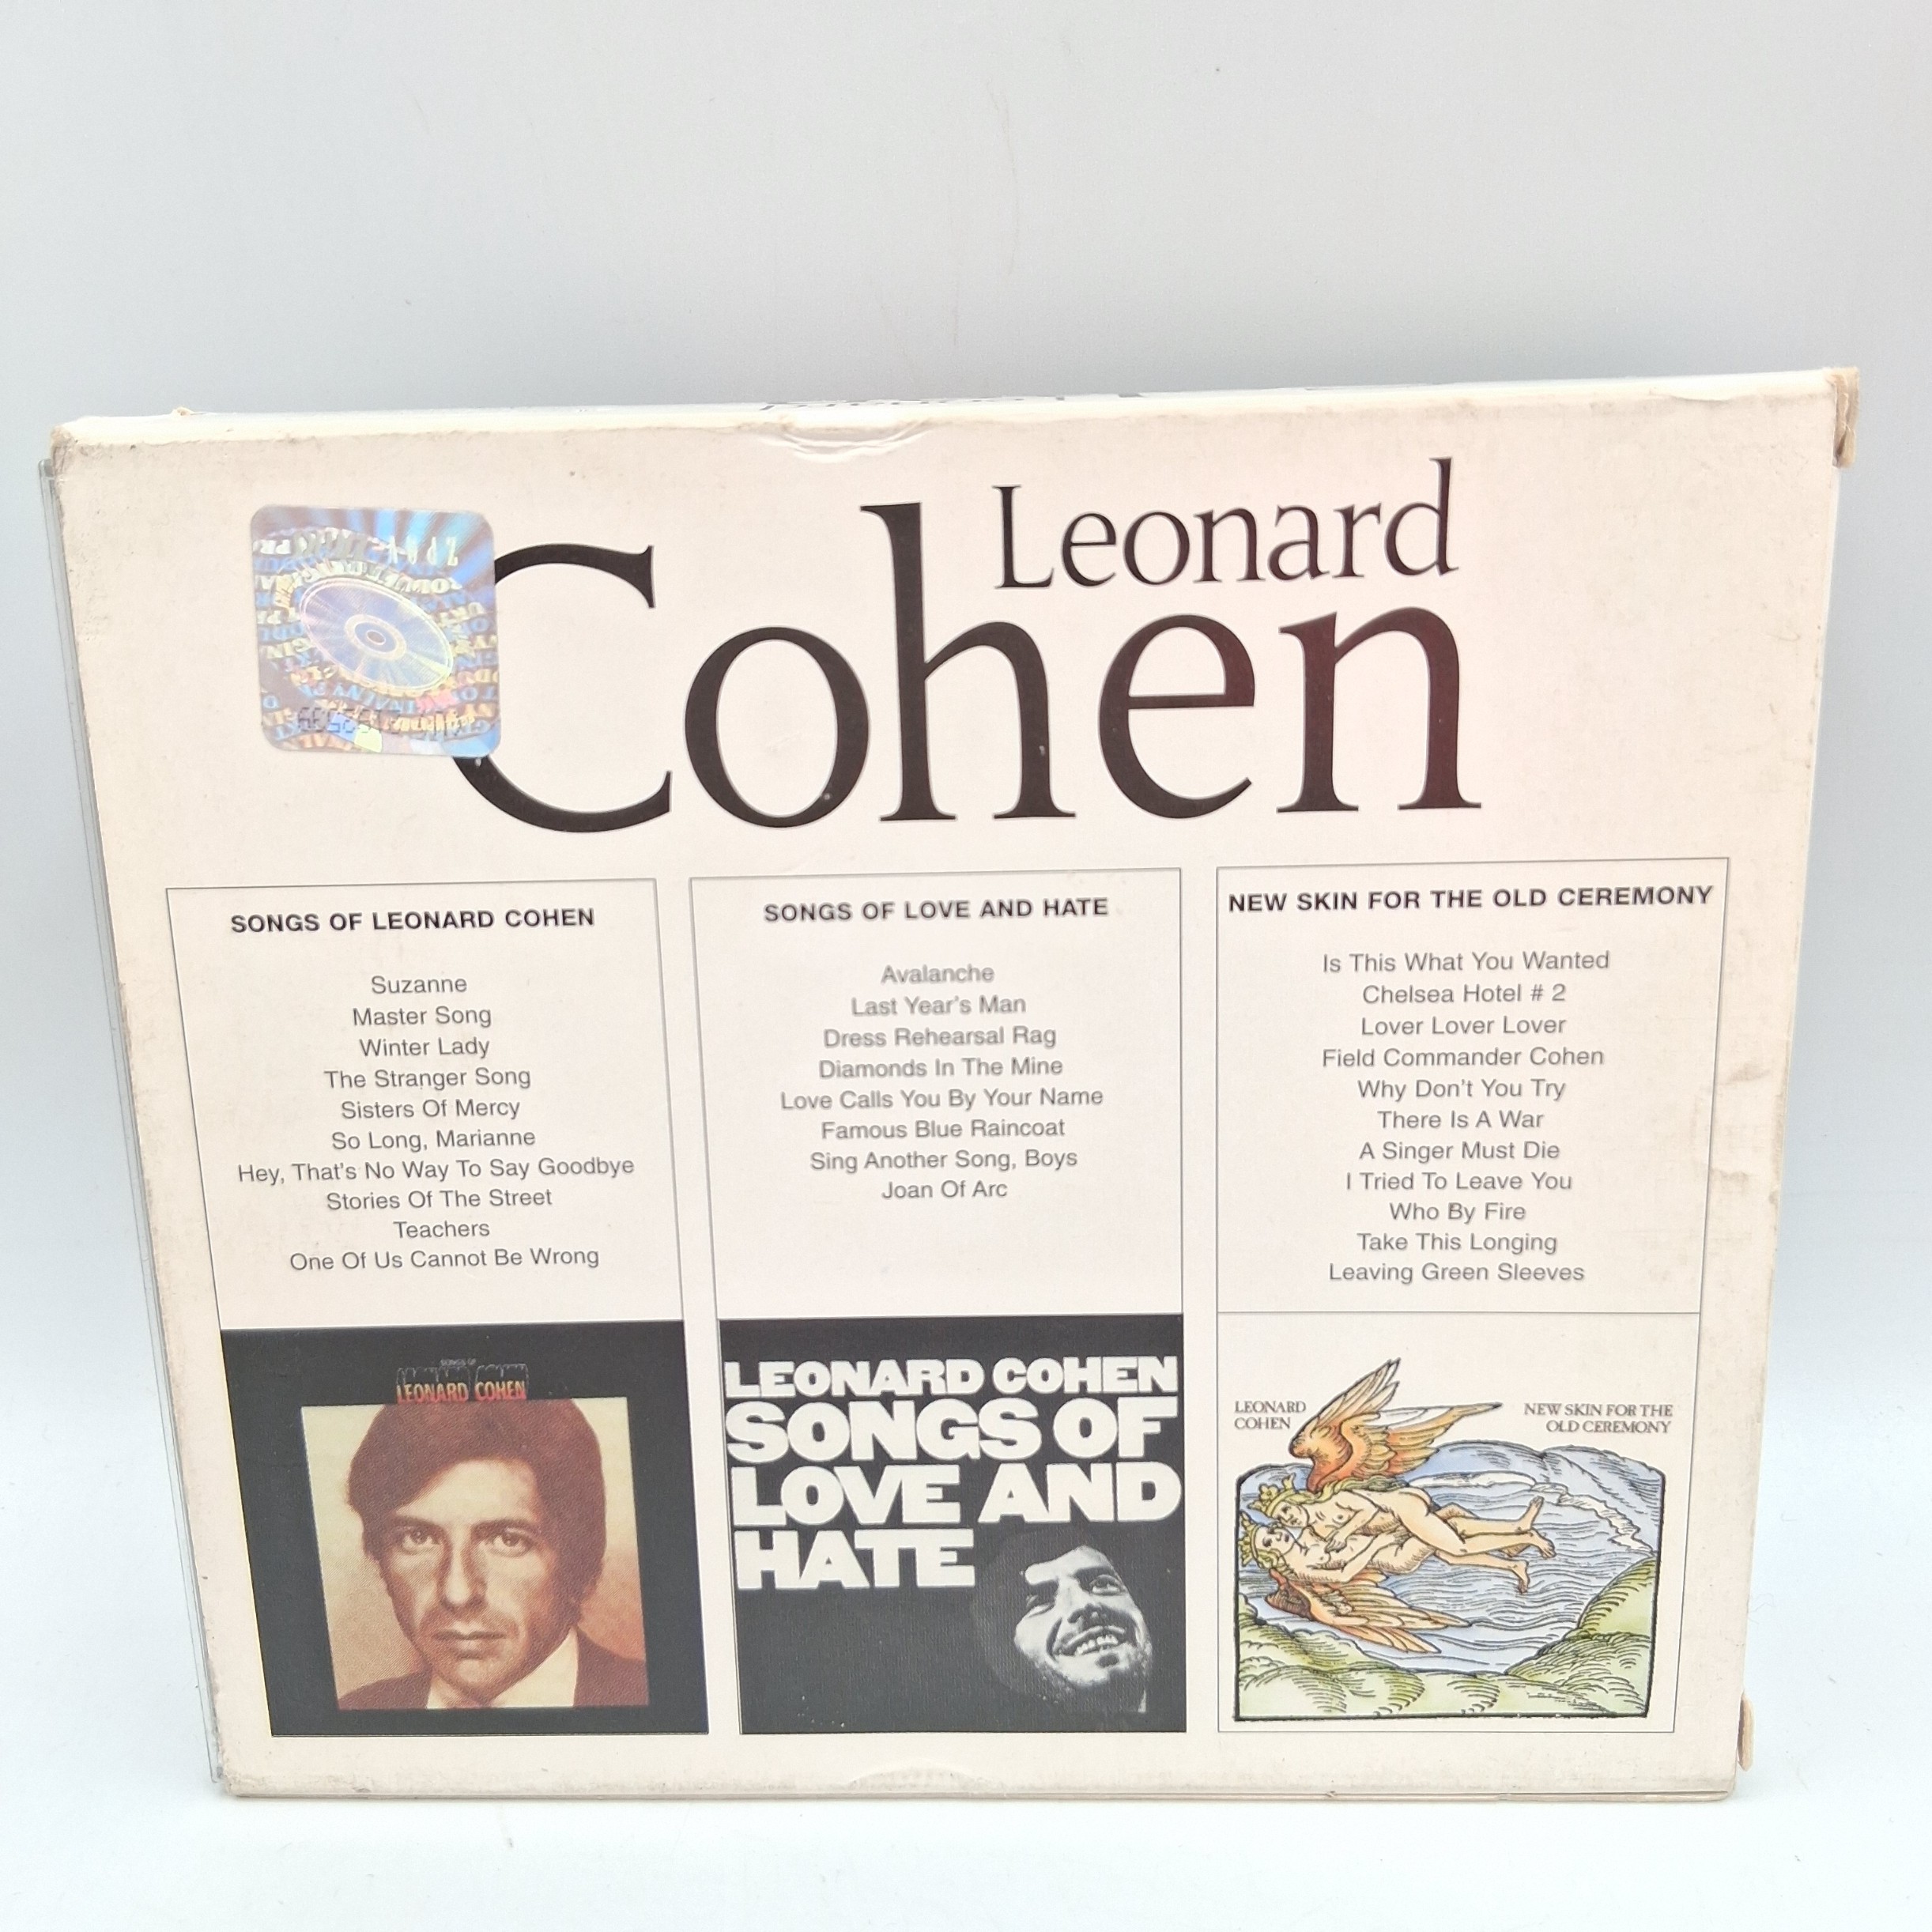 Leonard
Cohen
SONGS OF LEONARD COHEN
Suzanne
Master Song
Winter Lady
The Stranger Song
Sisters Of Mercy
So Long, Marianne
Hey, That's No Way To Say Goodbye
Stories Of The Street
Teachers
One Of Us Cannot Be Wrong
SONGS OF
LEONARD COHEN
SONGS OF LOVE AND HATE
Avalanche
Last Year's Man
Dress Rehearsal Rag
Diamonds In The Mine
Love Calls You By Your Name
Famous Blue Raincoat
Sing Another Song, Boys
Joan Of Arc
LEONARD COHEN
SONGS OF
LOVE AND
HATE
NEW SKIN FOR THE OLD CEREMONY
Is This What You Wanted
Chelsea Hotel # 2
Lover Lover Lover
Field Commander Cohen
Why Don't You Try
There Is A War
A Singer Must Die
I Tried To Leave You
Who By Fire
Take This Longing
Leaving Green Sleeves
LEONARD
COHEN
NEW SKIN FOR THE
OLD CEREMONY